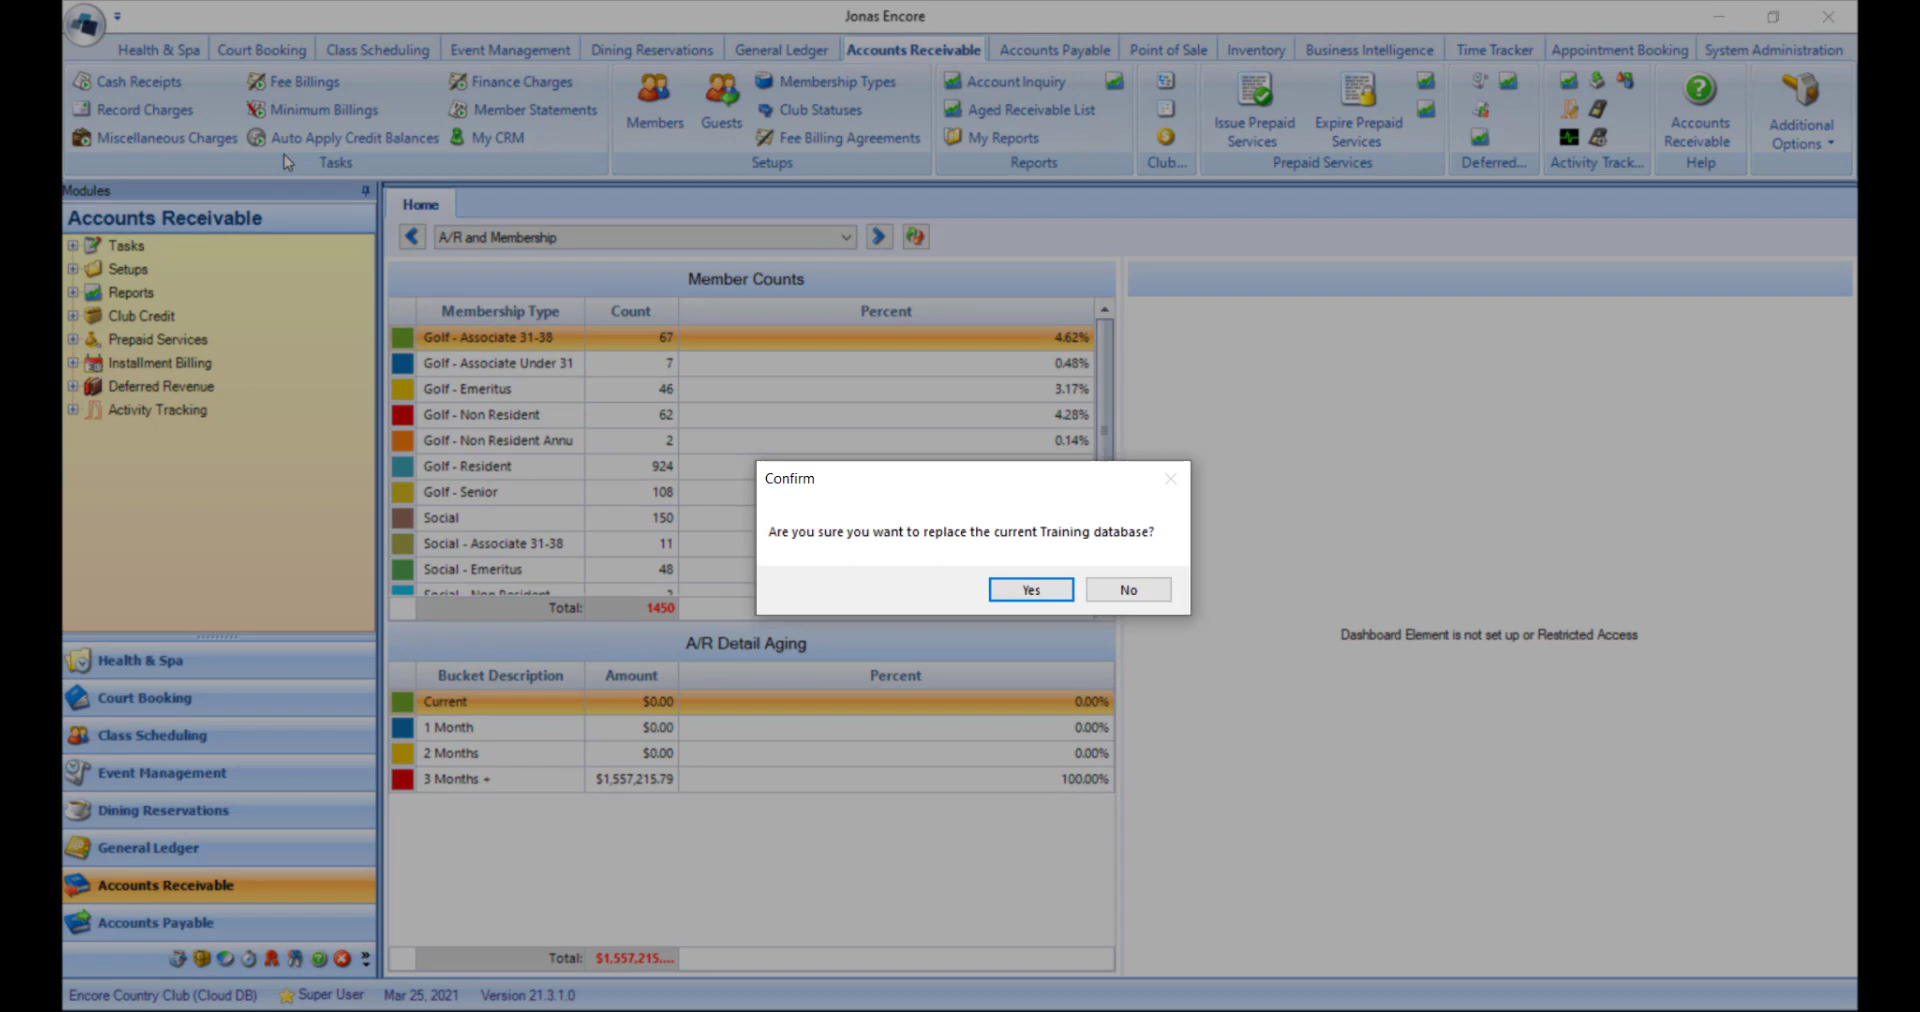 Jonas Encore
Health & Spa Court Booking Class Scheduling Event Management Dining Reservations General Ledger Accounts Receivable Accounts Payable Point of Sale Inventory Business Intelligence Time Tracker Appointment Booking System Administration
Cash Receipts Fee Billings Finance Charges Membership Types Account Inquiry
Record Charges Minimum Billings Member Statements Members Guests Club Statuses Aged Receivable List Issue Prepaid Services Expire Prepaid Services Accounts Receivable Help Additional Options
Miscellaneous Charges Auto Apply Credit Balances My CRM Fee Billing Agreements My Reports
Tasks Setups Reports Club... Prepaid Services Deferred... Activity Track...
Modules
Accounts Receivable
Tasks
Setups
Reports
Club Credit
Prepaid Services
Installment Billing
Deferred Revenue
Activity Tracking
Health & Spa
Court Booking
Class Scheduling
Event Management
Dining Reservations
General Ledger
Accounts Receivable
Accounts Payable
Home
A/R and Membership
Member Counts
Membership Type Count Percent
Golf - Associate 31-38 67 4.62%
Golf - Associate Under 31 7 0.48%
Golf - Emeritus 46 3.17%
Golf - Non Resident 62 4.28%
Golf - Non Resident Annu 2 0.14%
Golf - Resident 924
Golf - Senior 108
Social 150
Social - Associate 31-38 11
Social - Emeritus 48
Social - Non Resident
Total: 1450
Confirm
Are you sure you want to replace the current Training database?
Yes No
A/R Detail Aging
Bucket Description Amount Percent
Current $0.00 0.00%
1 Month $0.00 0.00%
2 Months $0.00 0.00%
3 Months + $1,557,215.79 100.00%
Total: $1,557,215....
Dashboard Element is not set up or Restricted Access
Encore Country Club (Cloud DB) Super User Mar 25, 2021 Version 21.3.1.0